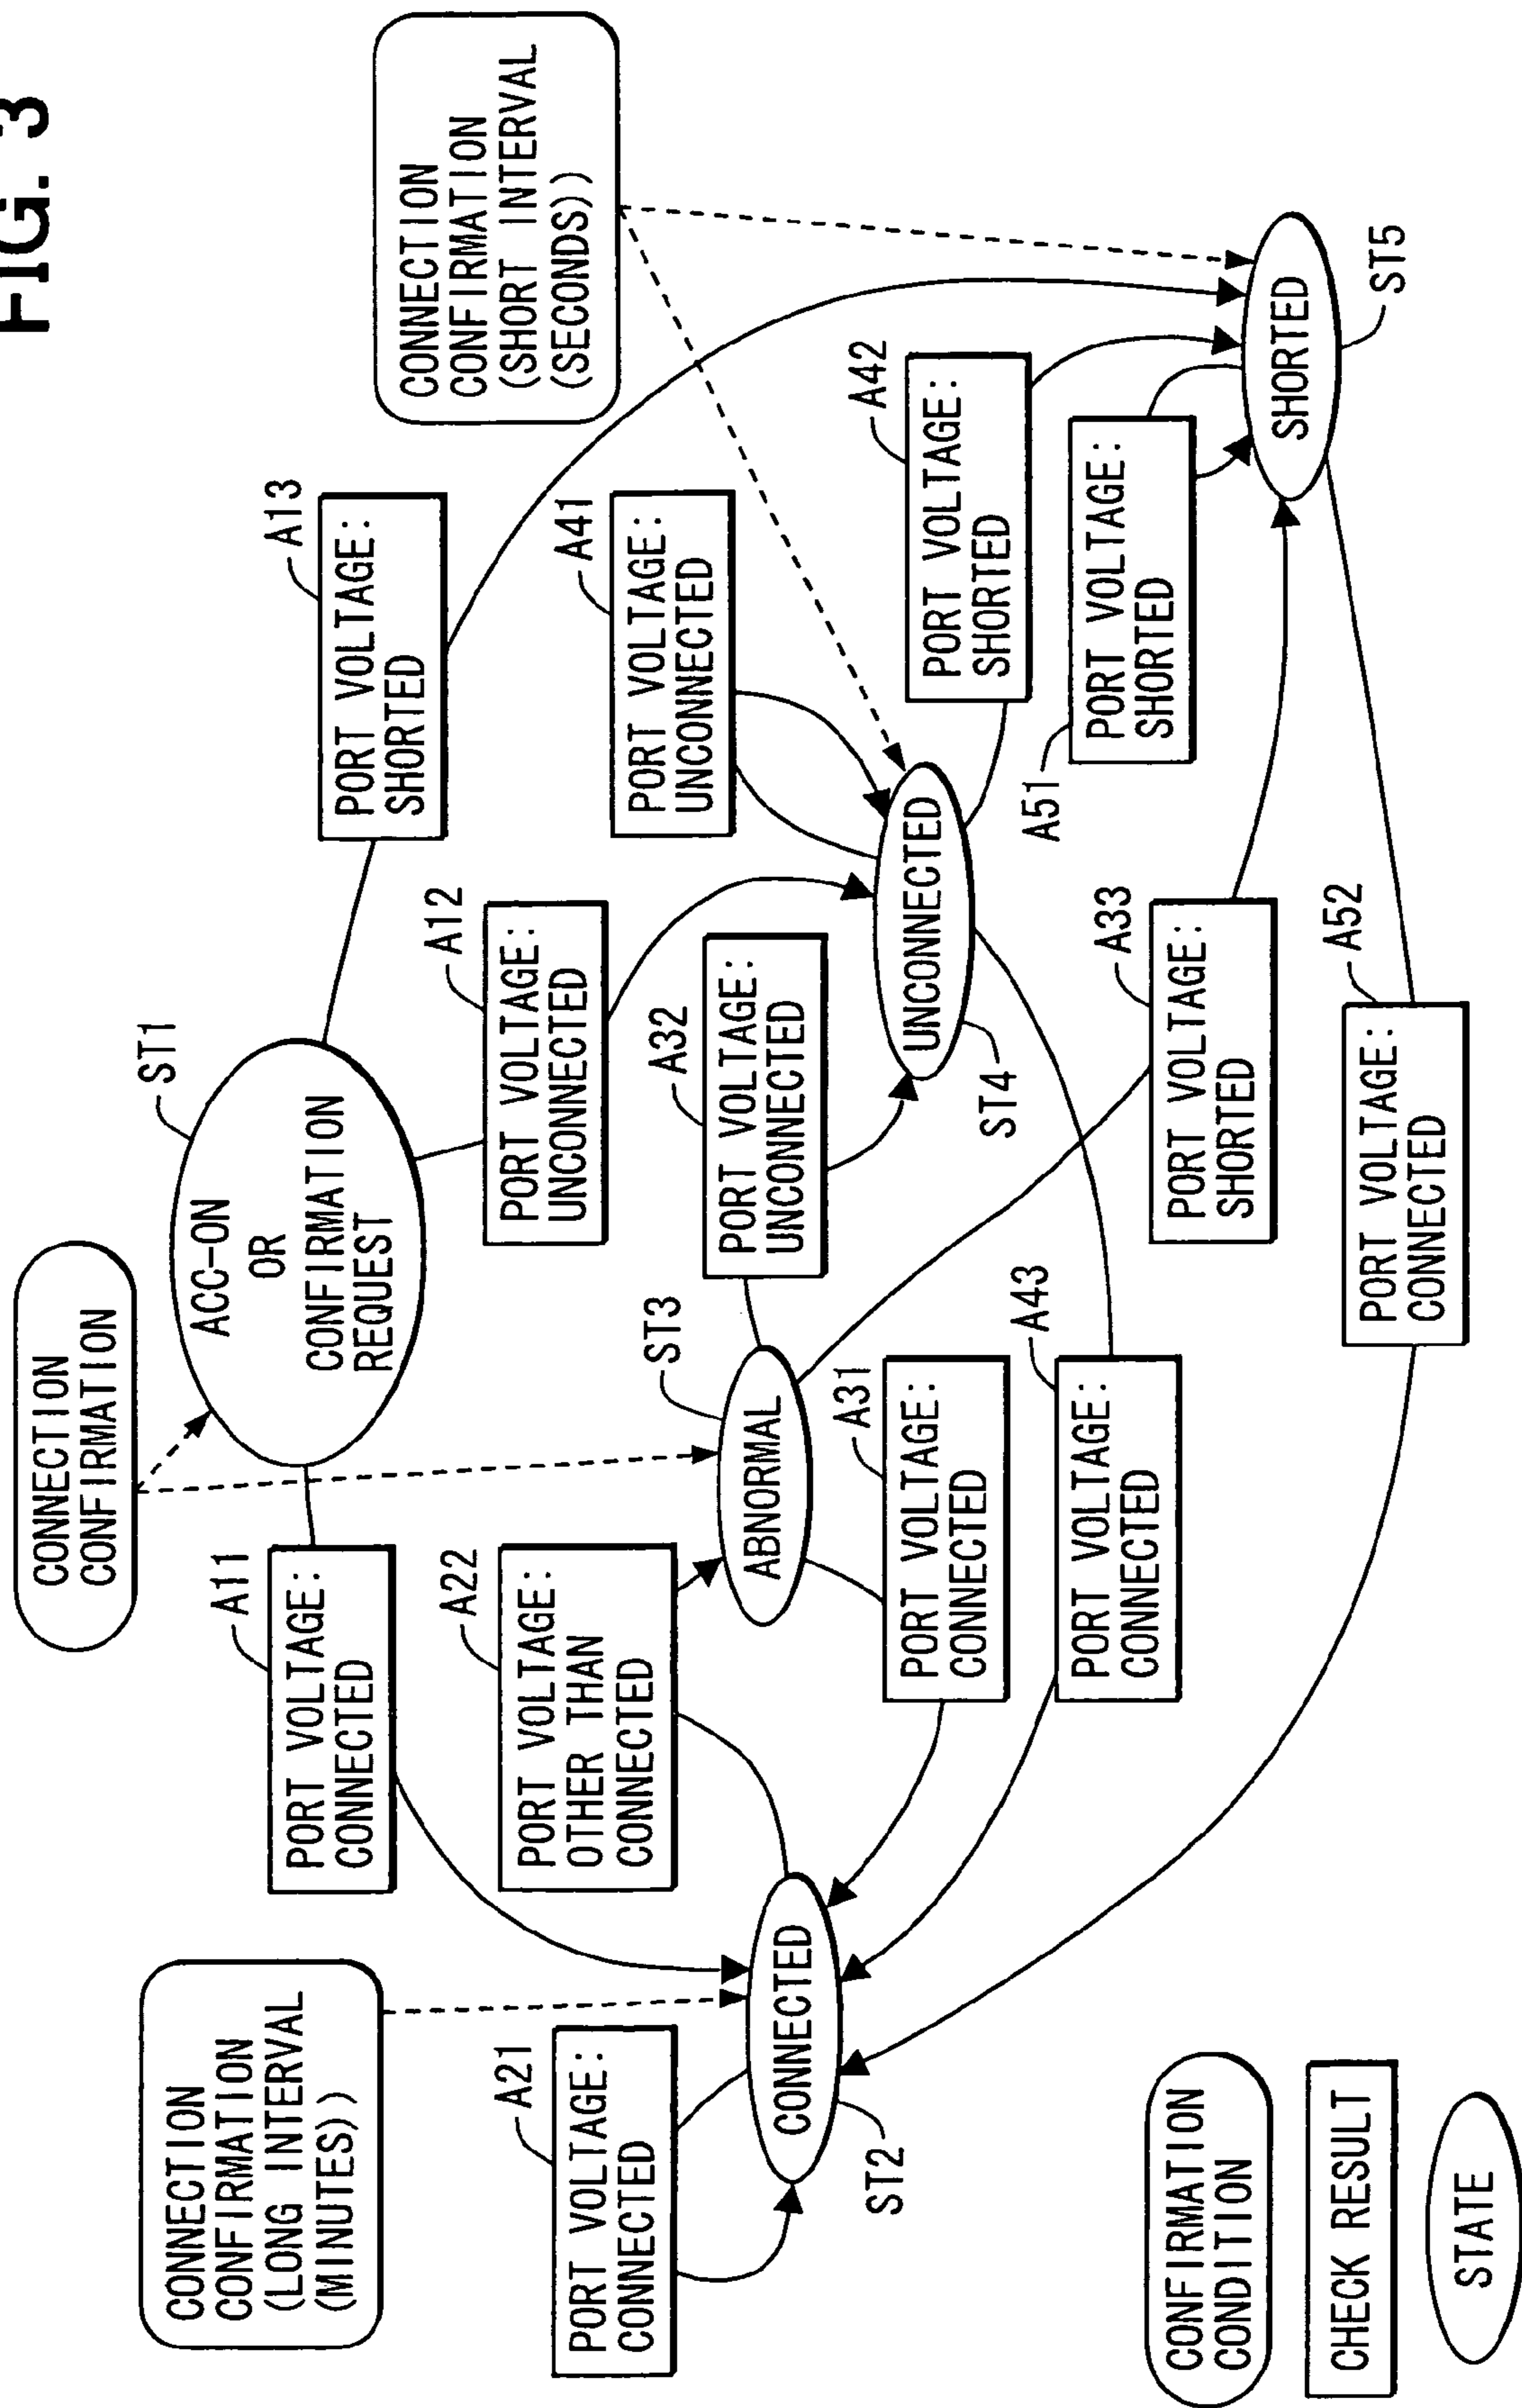 FIG. 3
CONNECTION
CONFIRMATION
CONNECTION
CONFIRMATION
(LONG INTERVAL
(MINUTES))
ACC-ON
OR
CONFIRMATION
REQUEST
ST1
CONNECTION
CONFIRMATION
(SHORT INTERVAL
(SECONDS))
A11
PORT VOLTAGE:
CONNECTED
A13
PORT VOLTAGE:
SHORTED
A12
PORT VOLTAGE:
UNCONNECTED
A22
PORT VOLTAGE:
OTHER THAN
CONNECTED
A21
PORT VOLTAGE:
CONNECTED
A41
PORT VOLTAGE:
UNCONNECTED
A32
PORT VOLTAGE:
UNCONNECTED
ST3
ABNORMAL
CONNECTED
ST2
UNCONNECTED
ST4
A42
PORT VOLTAGE:
SHORTED
A31
PORT VOLTAGE:
CONNECTED
A43
PORT VOLTAGE:
CONNECTED
A51
PORT VOLTAGE:
SHORTED
A33
PORT VOLTAGE:
SHORTED
SHORTED
ST5
A52
PORT VOLTAGE:
CONNECTED
CONFIRMATION
CONDITION
CHECK RESULT
STATE